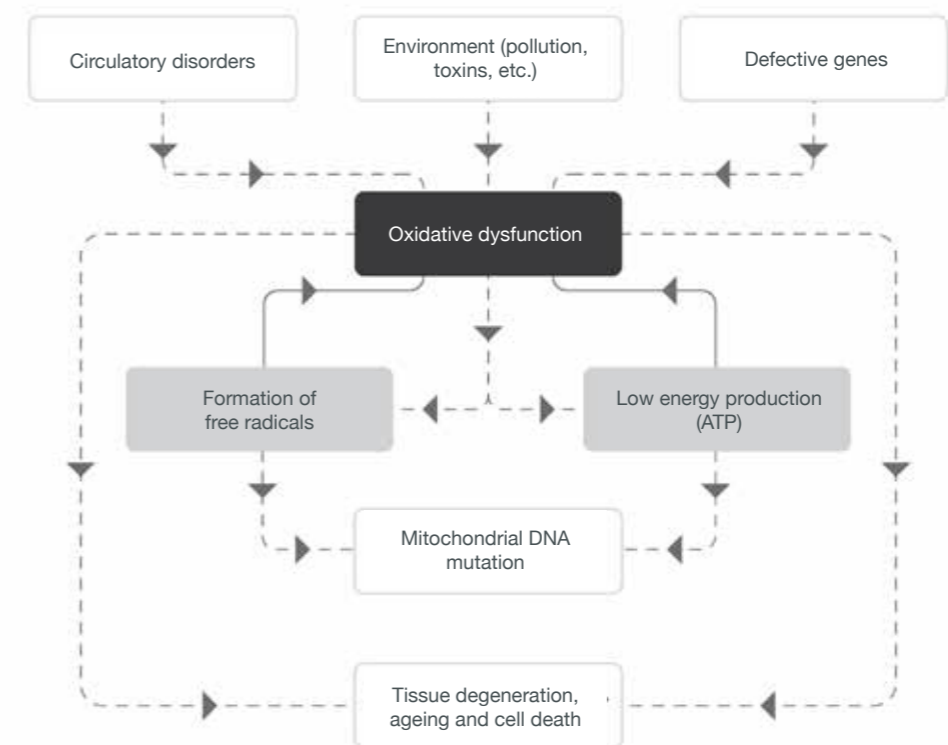 Circulatory disorders
Environment (pollution,
toxins, etc.)
Defective genes
Oxidative dysfunction
Formation of
free radicals
Low energy production
(ATP)
Mitochondrial DNA
mutation
Tissue degeneration,
ageing and cell death